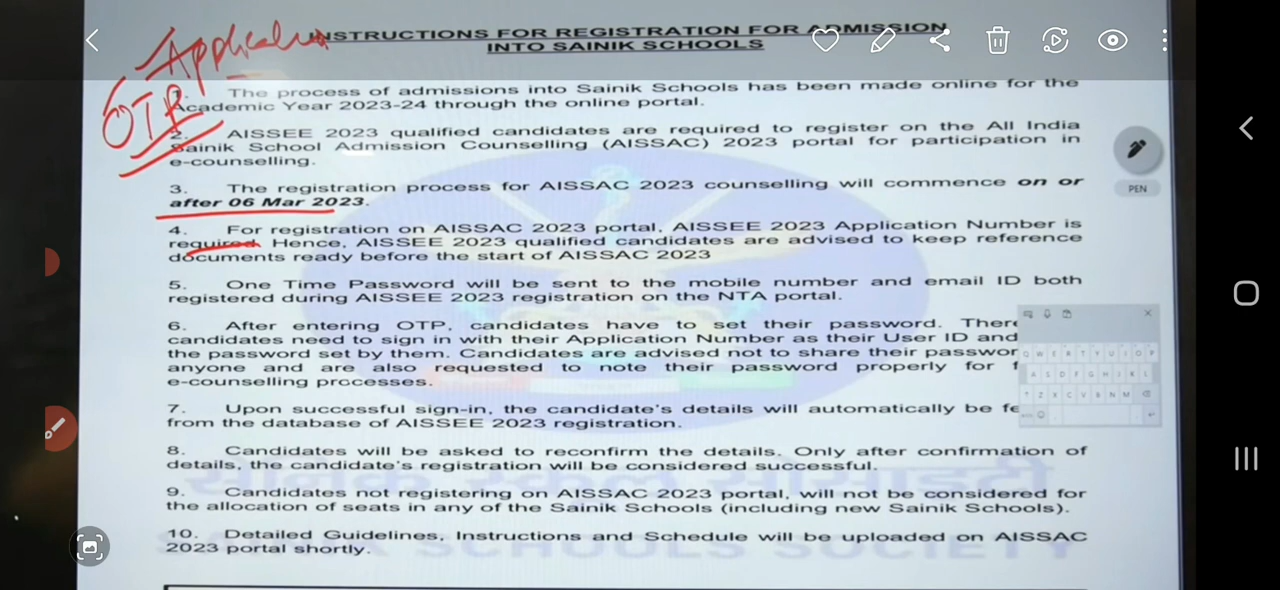 Application
OTP
INSTRUCTIONS FOR REGISTRATION FOR ADMISSION
INTO SAINIK SCHOOLS
1. The process of admissions into Sainik Schools has been made online for the
Academic Year 2023-24 through the online portal.
2. AISSEE 2023 qualified candidates are required to register on the All India
Sainik School Admission Counselling (AISSAC) 2023 portal for participation in
e-counselling.
3. The registration process for AISSAC 2023 counselling will commence on or
after 06 Mar 2023.
4. For registration on AISSAC 2023 portal, AISSEE 2023 Application Number is
required. Hence, AISSEE 2023 qualified candidates are advised to keep reference
documents ready before the start of AISSAC 2023
5. One Time Password will be sent to the mobile number and email ID both
registered during AISSEE 2023 registration on the NTA portal.
6. After entering OTP, candidates have to set their password.
candidates need to sign in with their Application Number as their User ID and
the password set by them. Candidates are advised not to share their
anyone and are also requested to note their password properly for
e-counselling processes.
7. Upon successful sign-in, the candidate's details will automatically be
from the database of AISSEE 2023 registration.
8. Candidates will be asked to reconfirm the details. Only after confirmation of
details, the candidate's registration will be considered successful.
9. Candidates not registering on AISSAC 2023 portal, will not be considered for
the allocation of seats in any of the Sainik Schools (including new Sainik Schools).
10. Detailed Guidelines, Instructions and Schedule will be uploaded on AISSAC
2023 portal shortly.
सैनिक स्कूल सोसाइटी
SAINIK SCHOOLS SOCIETY
PEN
Q W E R T Y U I O P
A S D F G H J K L
Z X C V B N M